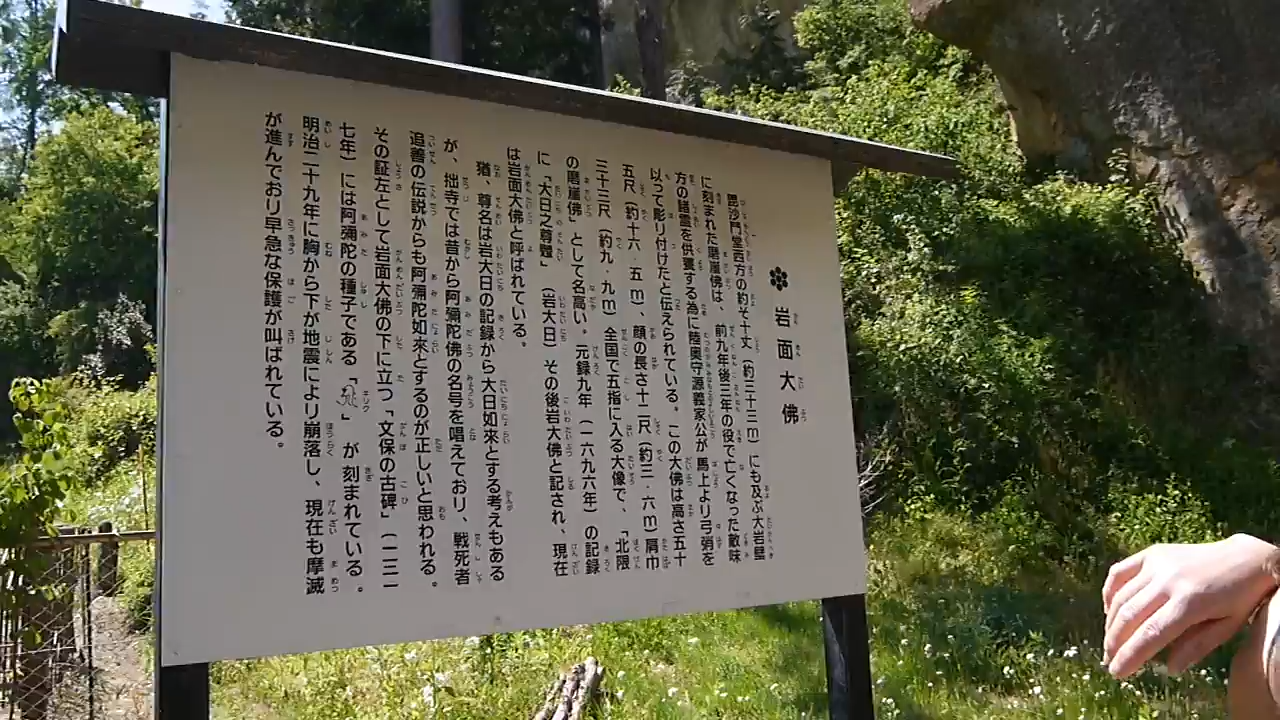 岩面大佛
毘沙門堂西方の約そ十丈（約三十三m）にも及ぶ大岩壁
に刻まれた磨崖佛は、前九年後三年の役で亡くなった敵味
方の諸霊を供養する為に陸奥守源義家公が馬上より弓弭を
以って彫り付けたと伝えられている。この大佛は高さ五十
五尺（約十六・五m）、顔の長さ十二尺（約三・六m）肩巾
三十三尺（約九・九m）全国で五指に入る大像で、「北限
の磨崖佛」として名高い。元録九年（一六九六年）の記録
に「大日之尊軆」（岩大日）その後岩大佛と記され、現在
は岩面大佛と呼ばれている。
猶、尊名は岩大日の記録から大日如来とする考えもある
が、拙寺では昔から阿彌陀佛の名号を唱えており、戦死者
追善の伝説からも阿彌陀如来とするのが正しいと思われる。
その証左として岩面大佛の下に立つ「文保の古碑」（一三一
七年）には阿彌陀の種子である「」が刻まれている。
明治二十九年に胸から下が地震により崩落し、現在も摩滅
が進んでおり早急な保護が叫ばれている。